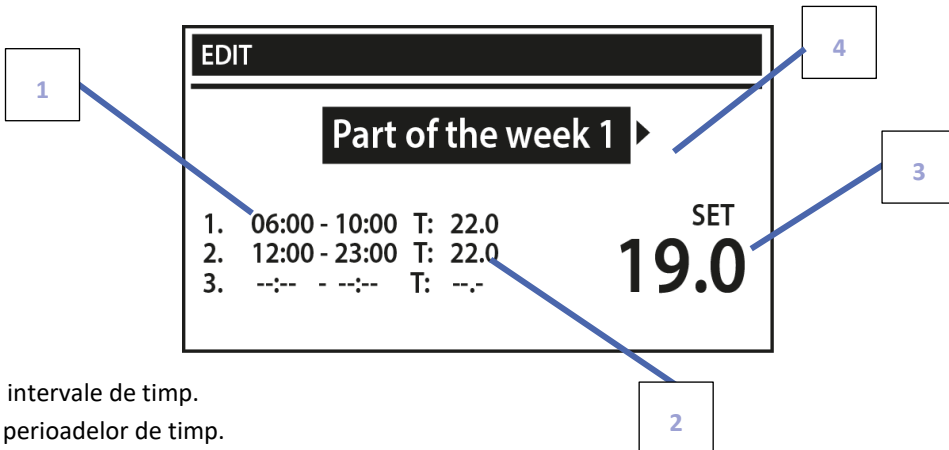 EDIT
4
1
Part of the week 1
3
SET
1. 06:00 - 10:00 T: 22.0
2. 12:00 - 23:00 T: 22.0
19.0
3. --:-- - --:-- T: --.-
intervale de timp.
2
perioadelor de timp.